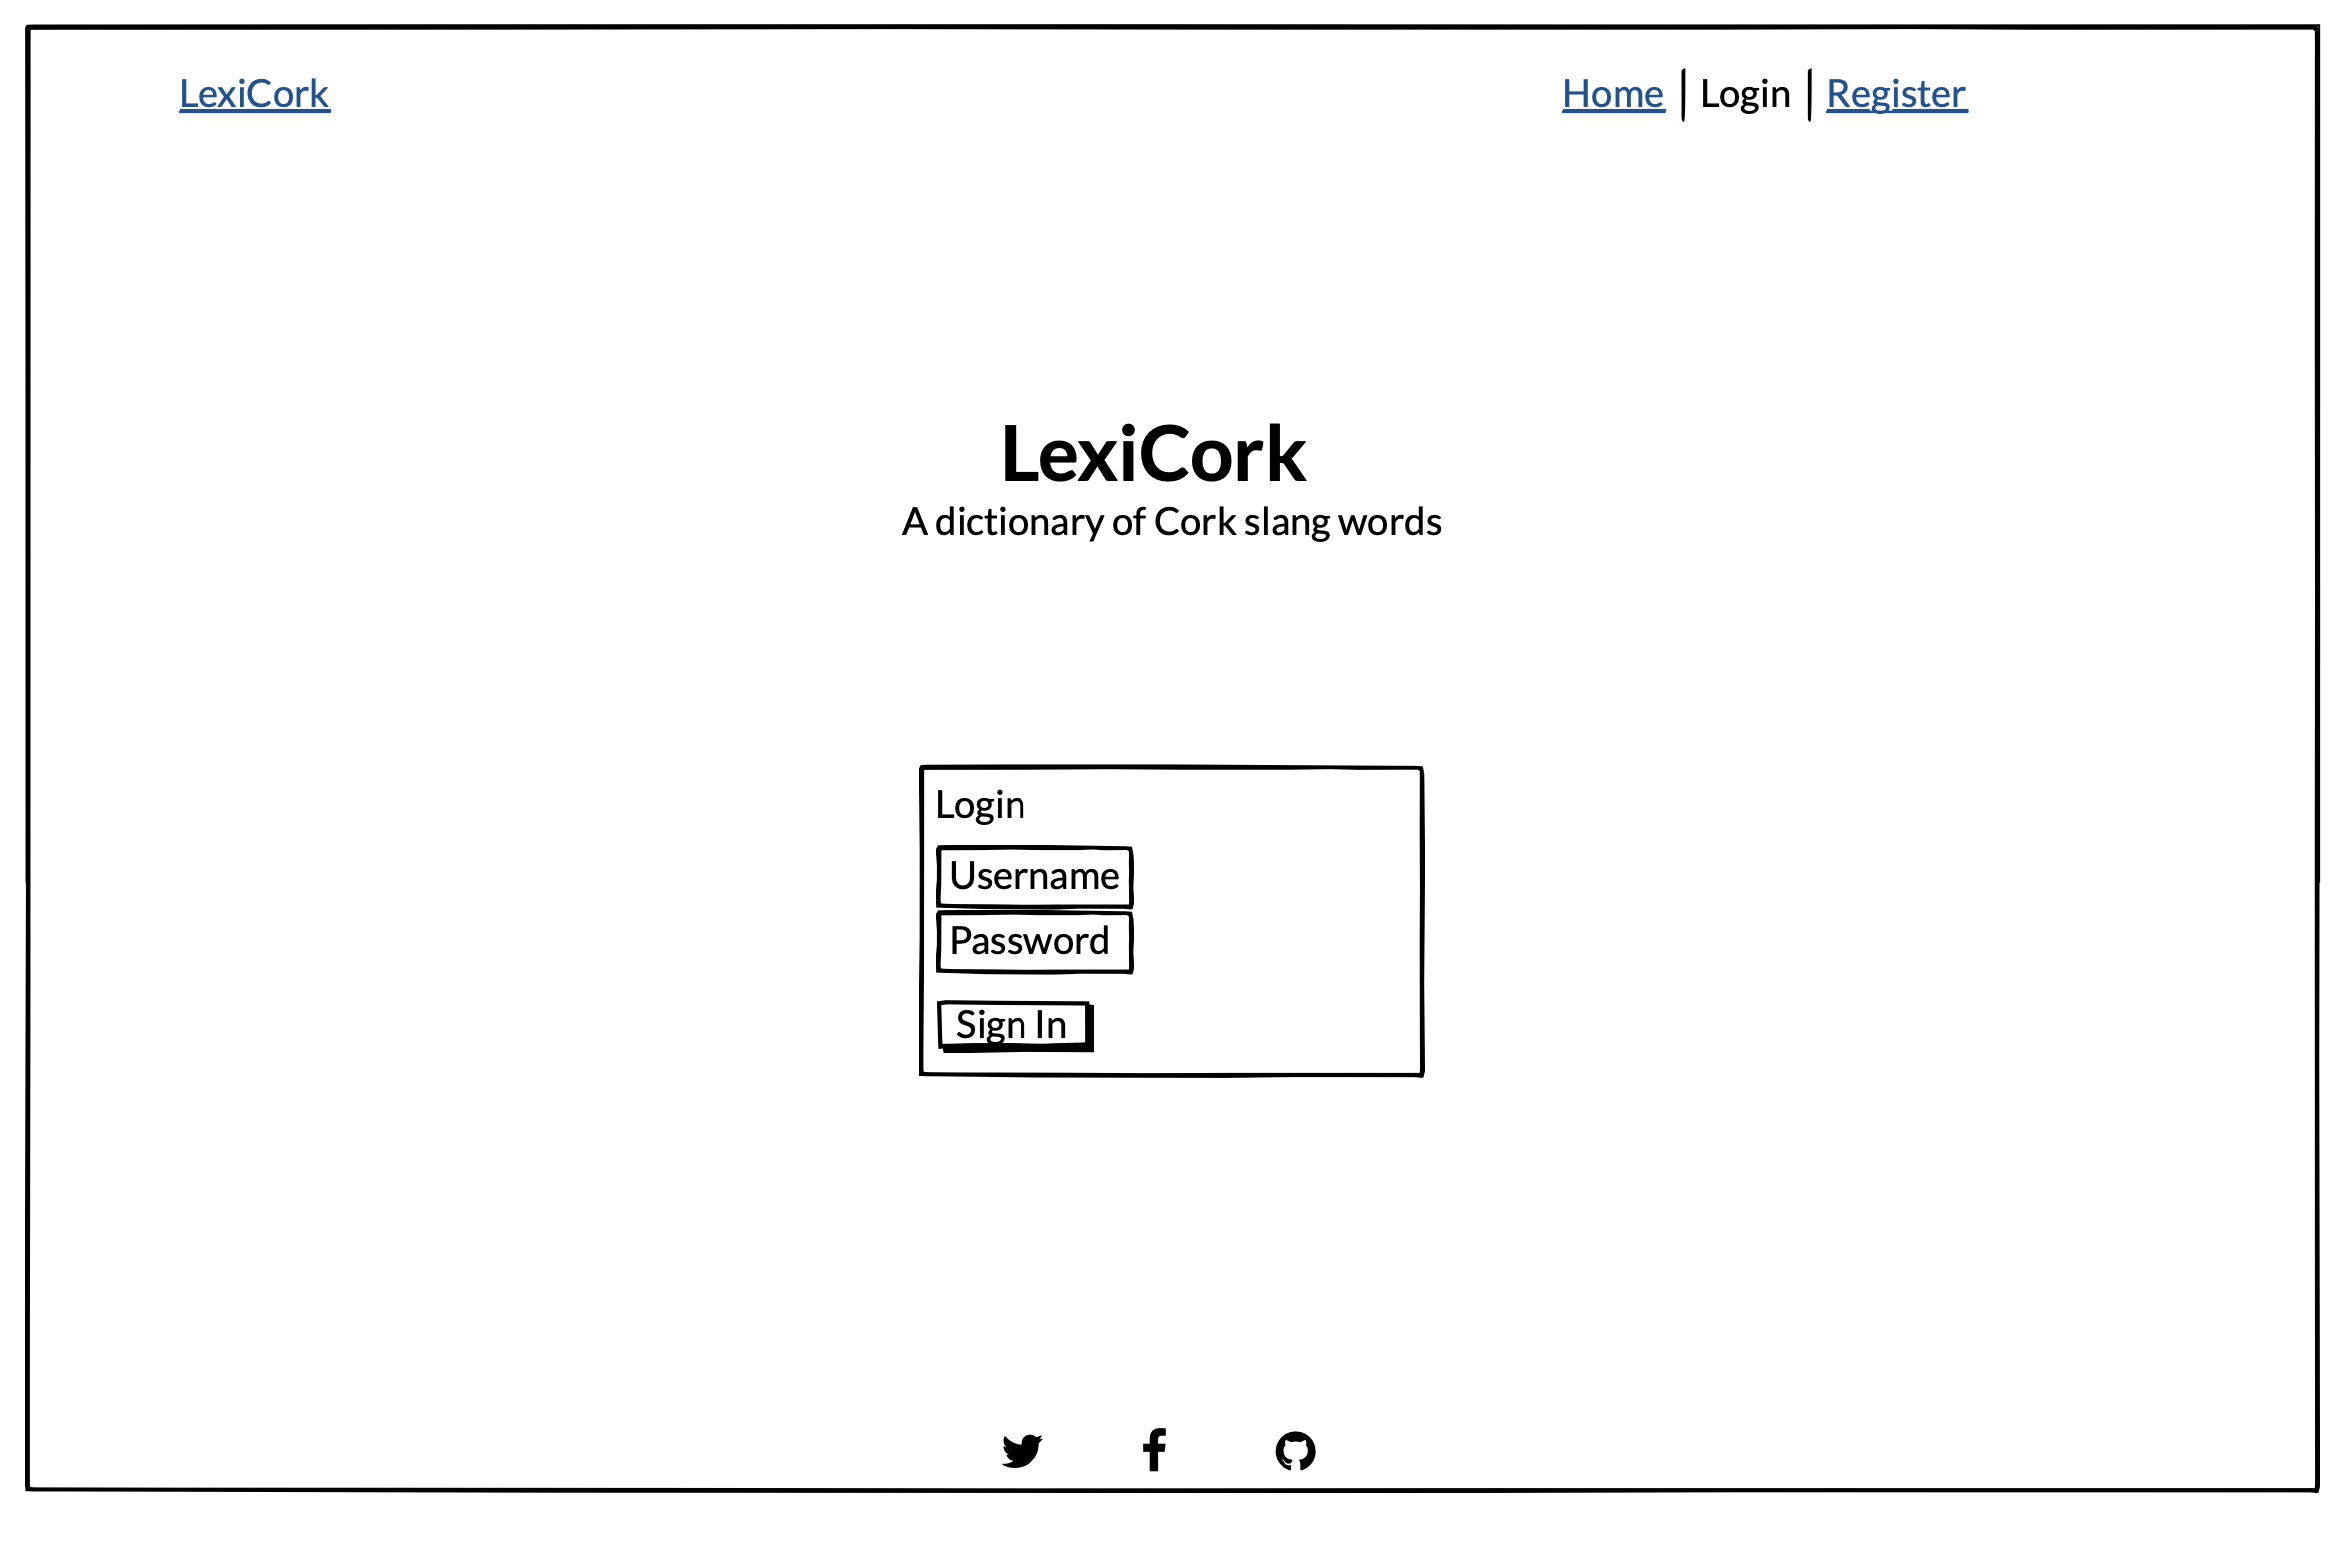 LexiCork
Home | Login | Register
LexiCork
A dictionary of Cork slang words
Login
Username
Password
Sign In